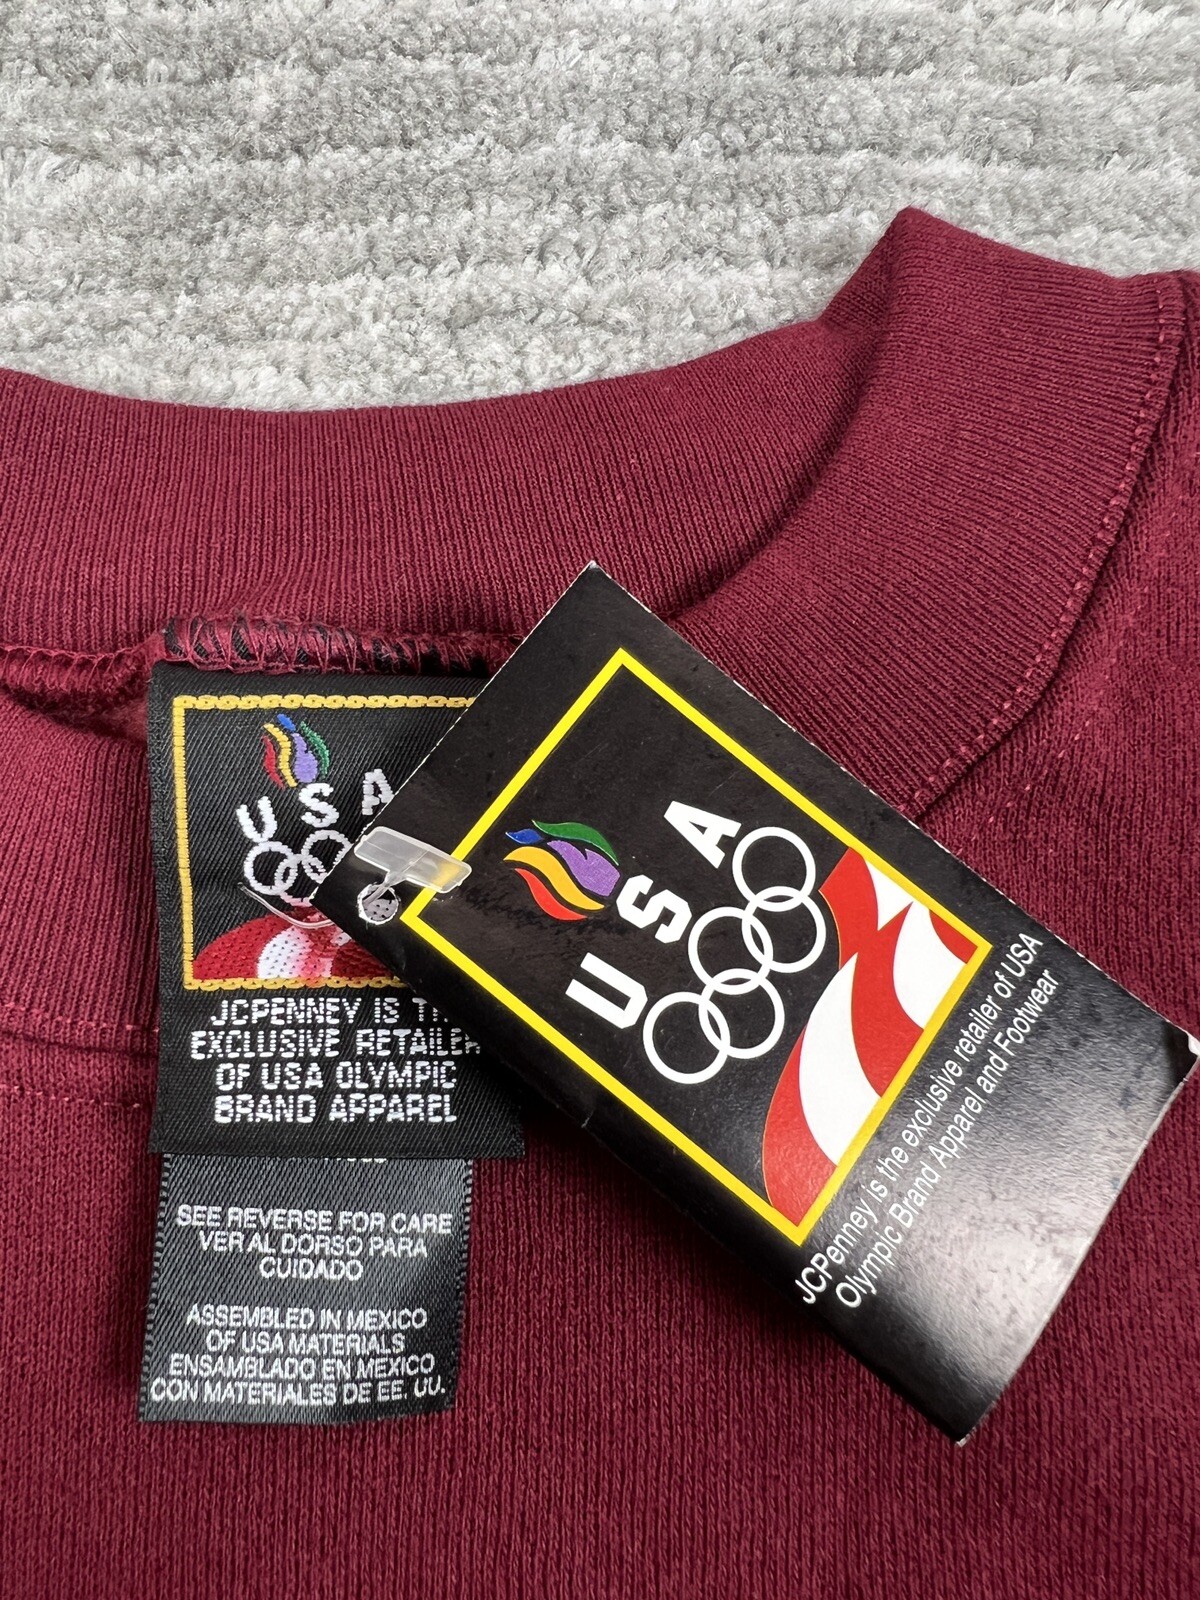 USA
JCPENNEY IS
EXCLUSIVE RETAILER
OF USA OLYMPIC
BRAND APPAREL
SEE REVERSE FOR CARE
VER AL DORSO PARA
CUIDADO
ASSEMBLED IN MEXICO
OF USA MATERIALS
ENSAMBLADO EN MEXICO
CON MATERIALES DE EE. UU.
USA
JCPenney is the exclusive retailer of USA
Olympic Brand Apparel and Footwear